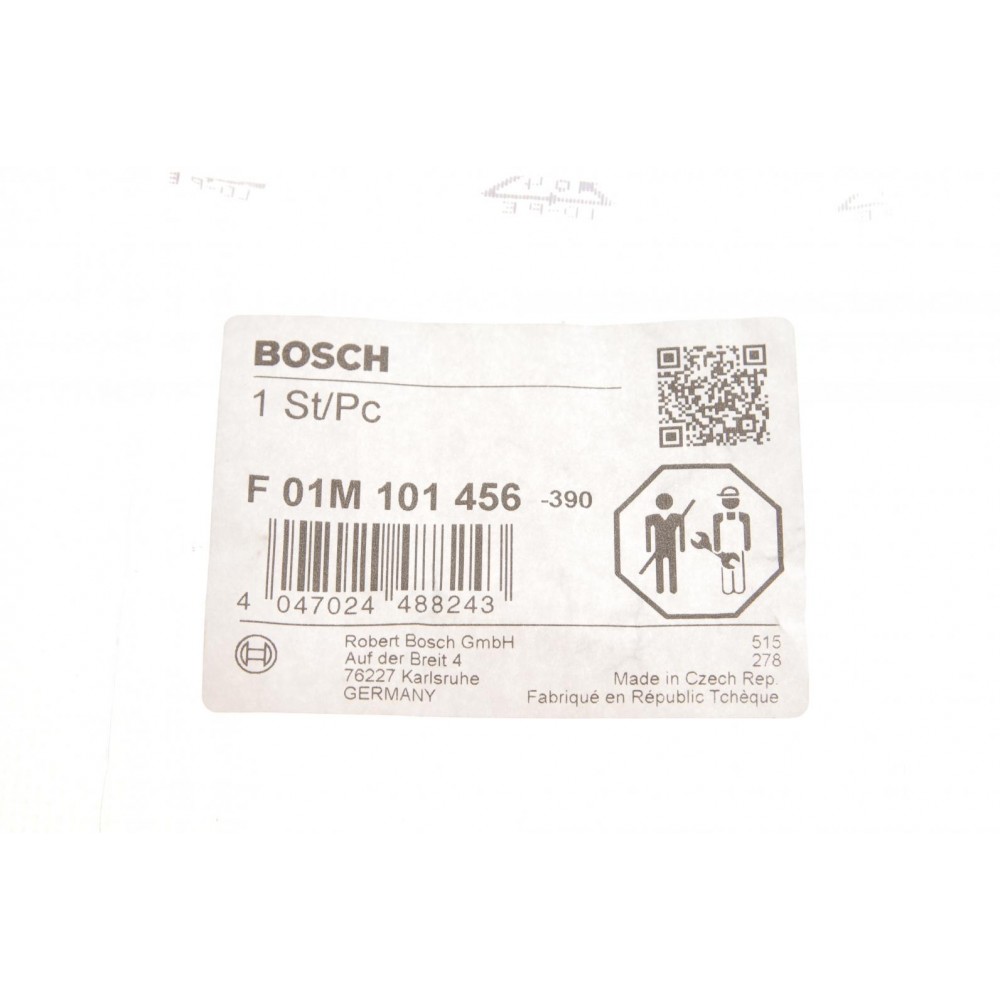 BOSCH
1 St/Pc
F 01M 101 456 -390
4 047024 488243
Robert Bosch GmbH
Auf der Breit 4
76227 Karlsruhe
GERMANY
515
278
Made in Czech Rep.
Fabriqué en Républic Tchèque